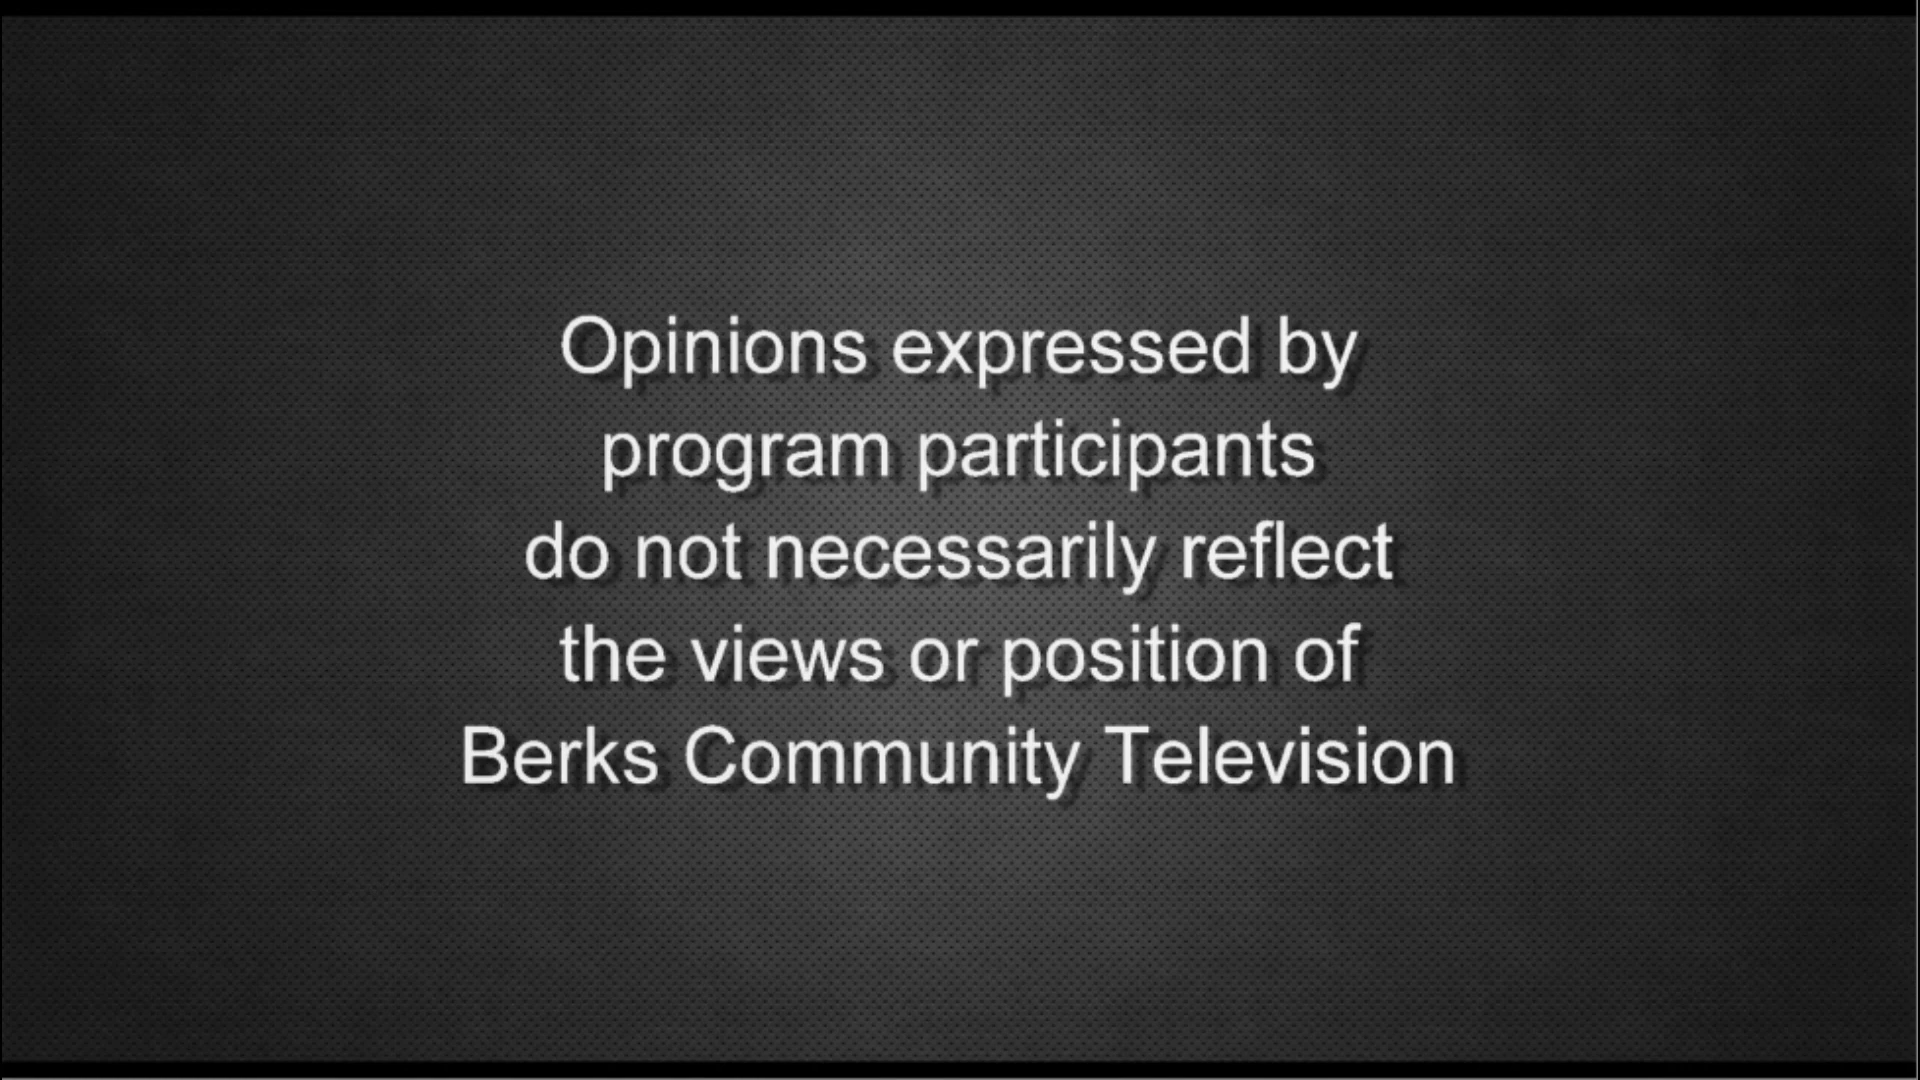 Opinions expressed by
program participants
do not necessarily reflect
the views or position of
Berks Community Television